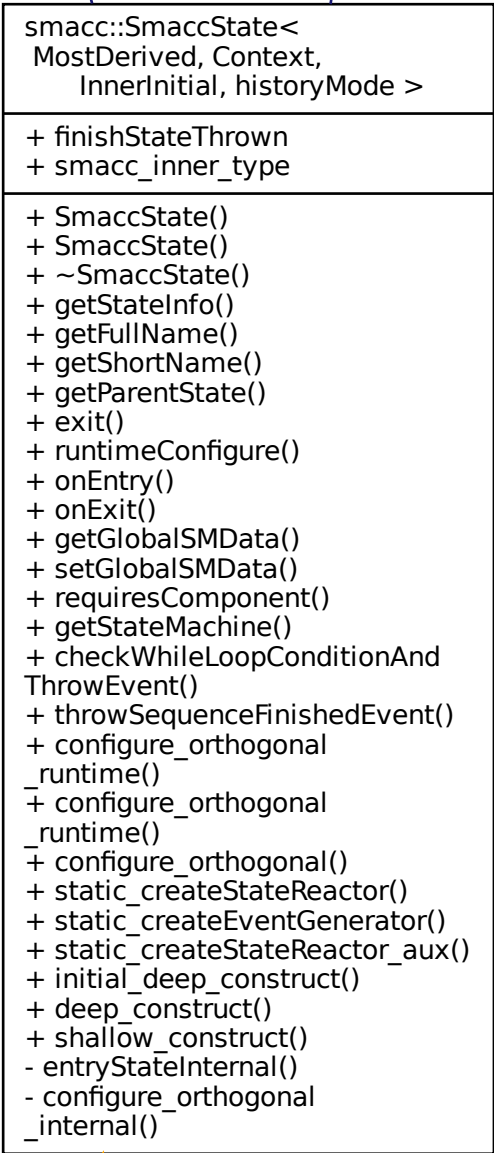 smacc::SmaccState<
MostDerived, Context,
InnerInitial, historyMode >
+ finishStateThrown
+ smacc_inner_type
+ SmaccState()
+ SmaccState()
+ ~SmaccState()
+ getStateInfo()
+ getFullName()
+ getShortName()
+ getParentState()
+ exit()
+ runtimeConfigure()
+ onEntry()
+ onExit()
+ getGlobalSMData()
+ setGlobalSMData()
+ requiresComponent()
+ getStateMachine()
+ checkWhileLoopConditionAnd
ThrowEvent()
+ throwSequenceFinishedEvent()
+ configure_orthogonal
_runtime()
+ configure_orthogonal
_runtime()
+ configure_orthogonal()
+ static_createStateReactor()
+ static_createEventGenerator()
+ static_createStateReactor_aux()
+ initial_deep_construct()
+ deep_construct()
+ shallow_construct()
- entryStateInternal()
- configure_orthogonal
_internal()